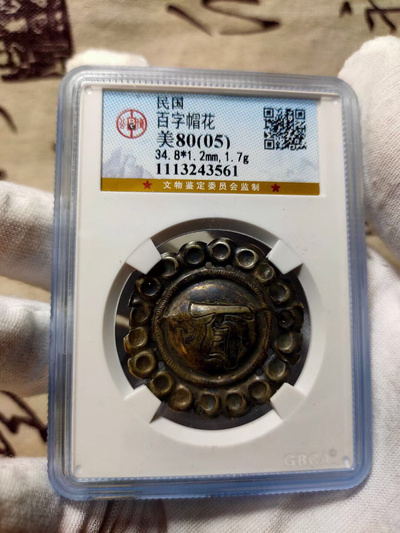 民国
百字帽花
美80(05)
34.8*1.2mm,1.7g
1113243561
★ 文物鉴定委员会监制 ★